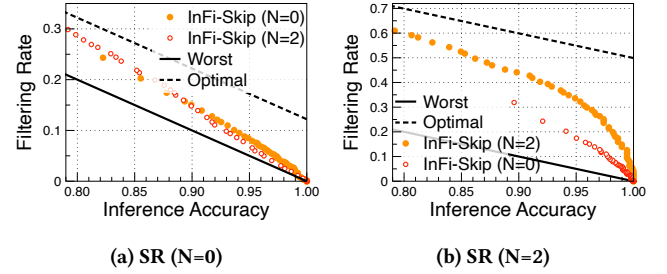 Filtering Rate
0.3
0.2
0.1
0
0.80
0.85
0.90
0.95
1.00
Inference Accuracy
InFi-Skip (N=0)
InFi-Skip (N=2)
Worst
Optimal
(a) SR (N=0)
Filtering Rate
0.7
0.6
0.5
0.4
0.3
0.2
0.1
0
0.80
0.85
0.90
0.95
1.00
Inference Accuracy
Worst
Optimal
InFi-Skip (N=2)
InFi-Skip (N=0)
(b) SR (N=2)